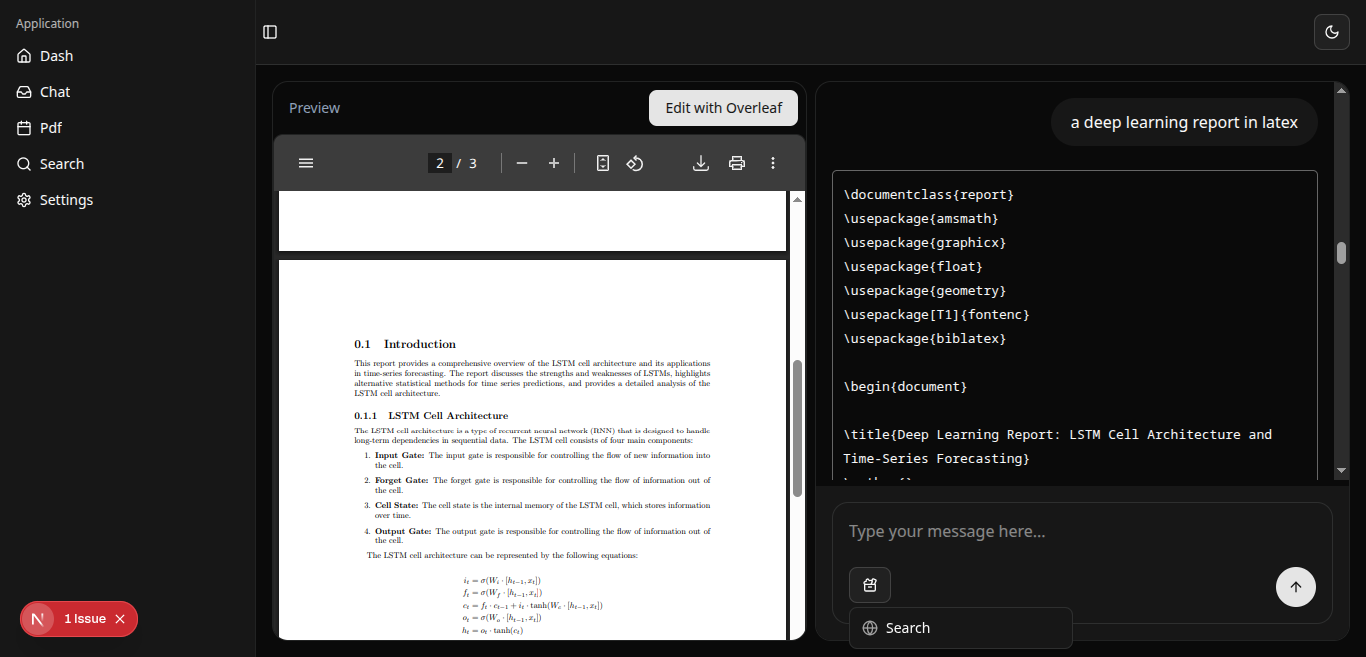 Application
Dash
Chat
Pdf
Search
Settings
1 Issue
Preview
Edit with Overleaf
2 / 3
0.1 Introduction
This report provides a comprehensive overview of the LSTM cell architecture and its applications
in time-series forecasting. The report discusses the strengths and weaknesses of LSTMs, highlights
alternative statistical methods for time series predictions, and provides a detailed analysis of the
LSTM cell architecture.
0.1.1 LSTM Cell Architecture
The LSTM cell architecture is a type of recurrent neural network (RNN) that is designed to handle
long-term dependencies in sequential data. The LSTM cell consists of four main components:
1. Input Gate: The input gate is responsible for controlling the flow of new information into
the cell.
2. Forget Gate: The forget gate is responsible for controlling the flow of information out of
the cell.
3. Cell State: The cell state is the internal memory of the LSTM cell, which stores information
over time.
4. Output Gate: The output gate is responsible for controlling the flow of information out of
the cell.
The LSTM cell architecture can be represented by the following equations:
i_t = σ(W_i · [h_{t−1}, x_t])
f_t = σ(W_f · [h_{t−1}, x_t])
c_t = f_t · c_{t−1} + i_t · tanh(W_c · [h_{t−1}, x_t])
o_t = σ(W_o · [h_{t−1}, x_t])
h_t = o_t · tanh(c_t)
a deep learning report in latex
\documentclass{report}
\usepackage{amsmath}
\usepackage{graphicx}
\usepackage{float}
\usepackage{geometry}
\usepackage[T1]{fontenc}
\usepackage{biblatex}
\begin{document}
\title{Deep Learning Report: LSTM Cell Architecture and
Time-Series Forecasting}
Type your message here...
Search